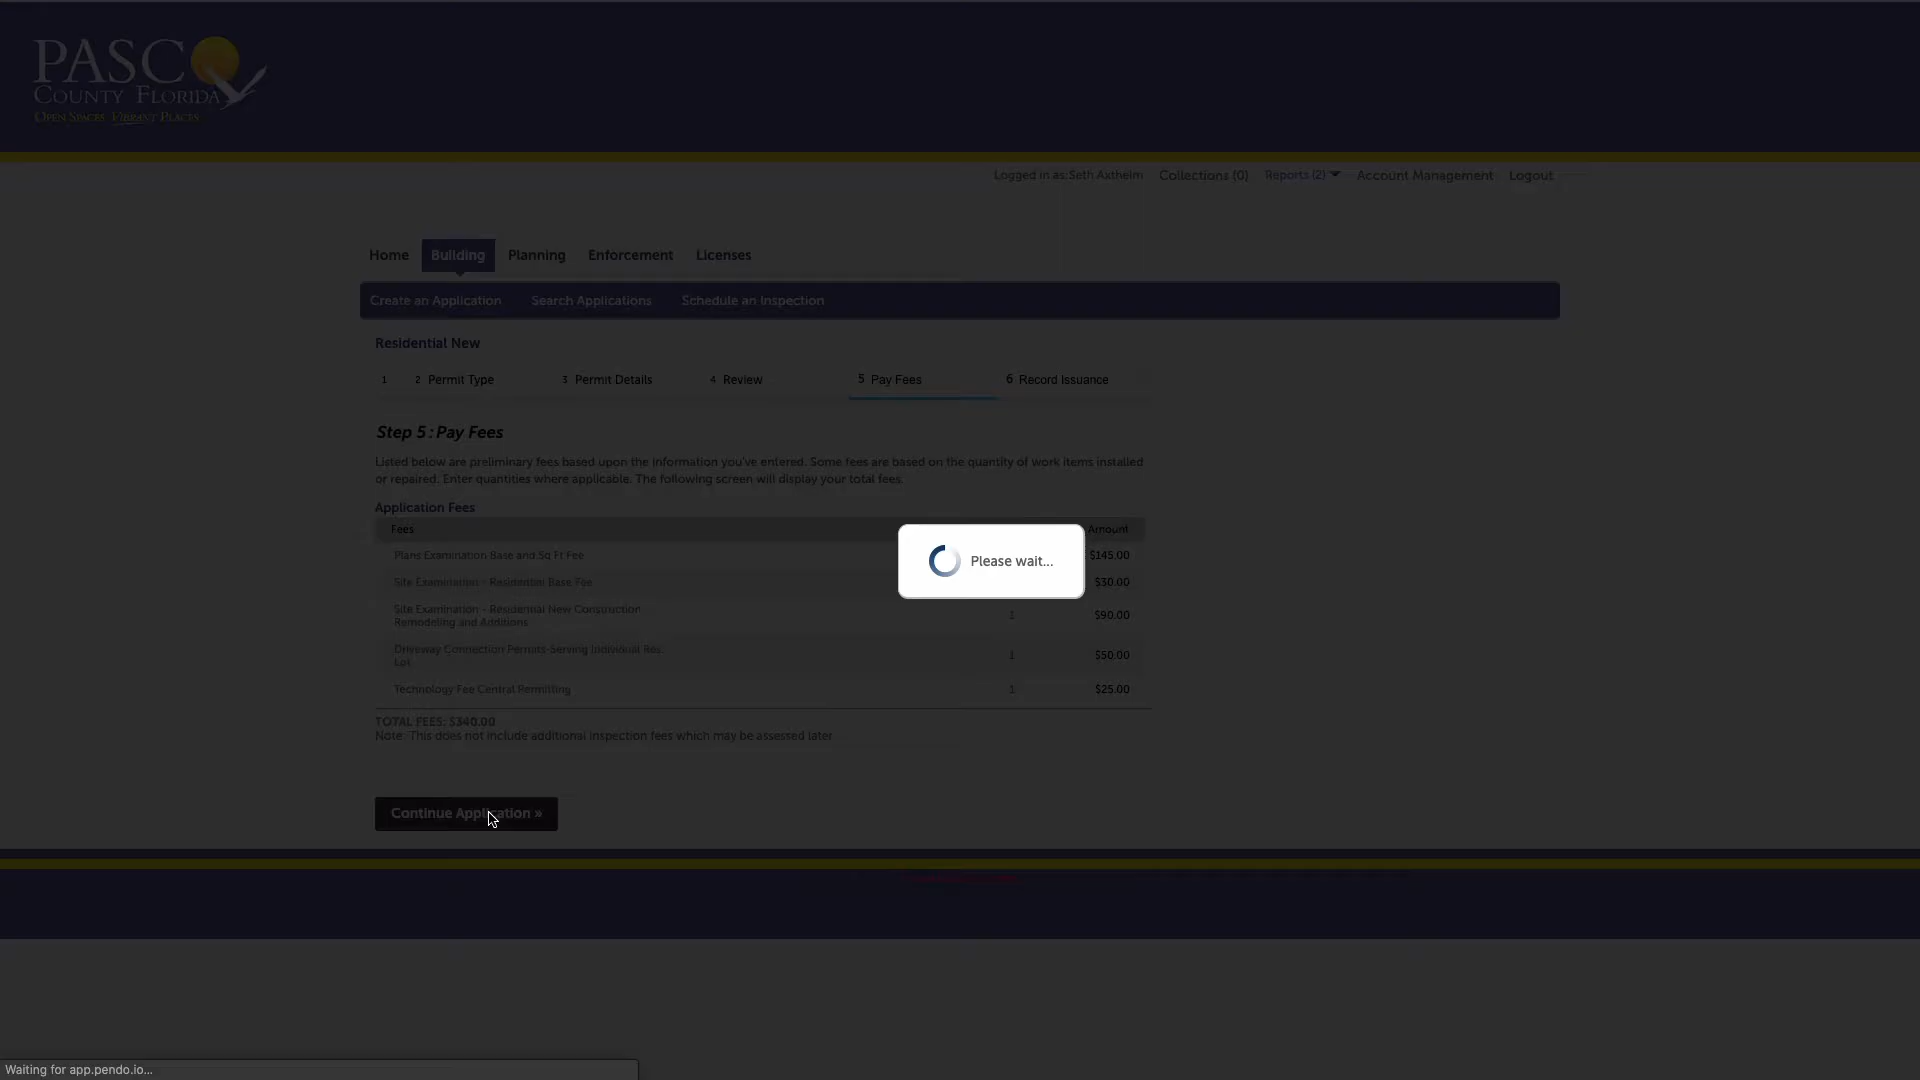 PASCO
COUNTY FLORIDA
OPEN SPACES. VIBRANT PLACES.
Logged in as: Seth Axthelm Collections (0) Reports (2) Account Management Logout
Home Building Planning Enforcement Licenses
Create an Application Search Applications Schedule an Inspection
Residential New
1 2 Permit Type 3 Permit Details 4 Review 5 Pay Fees 6 Record Issuance
Step 5 : Pay Fees
Listed below are preliminary fees based upon the information you've entered. Some fees are based on the quantity of work items installed
or repaired. Enter quantities where applicable. The following screen will display your total fees.
Application Fees
Fees Amount
Plans Examination Base and Sq Ft Fee $145.00
Site Examination - Residential Base Fee $30.00
Site Examination - Residential New Construction
Remodeling and Additions 1 $90.00
Driveway Connection Permits-Serving Individual Res.
Lot 1 $50.00
Technology Fee Central Permitting 1 $25.00
Please wait...
TOTAL FEES: $340.00
Note: This does not include additional inspection fees which may be assessed later.
Continue Application »
Waiting for app.pendo.io...